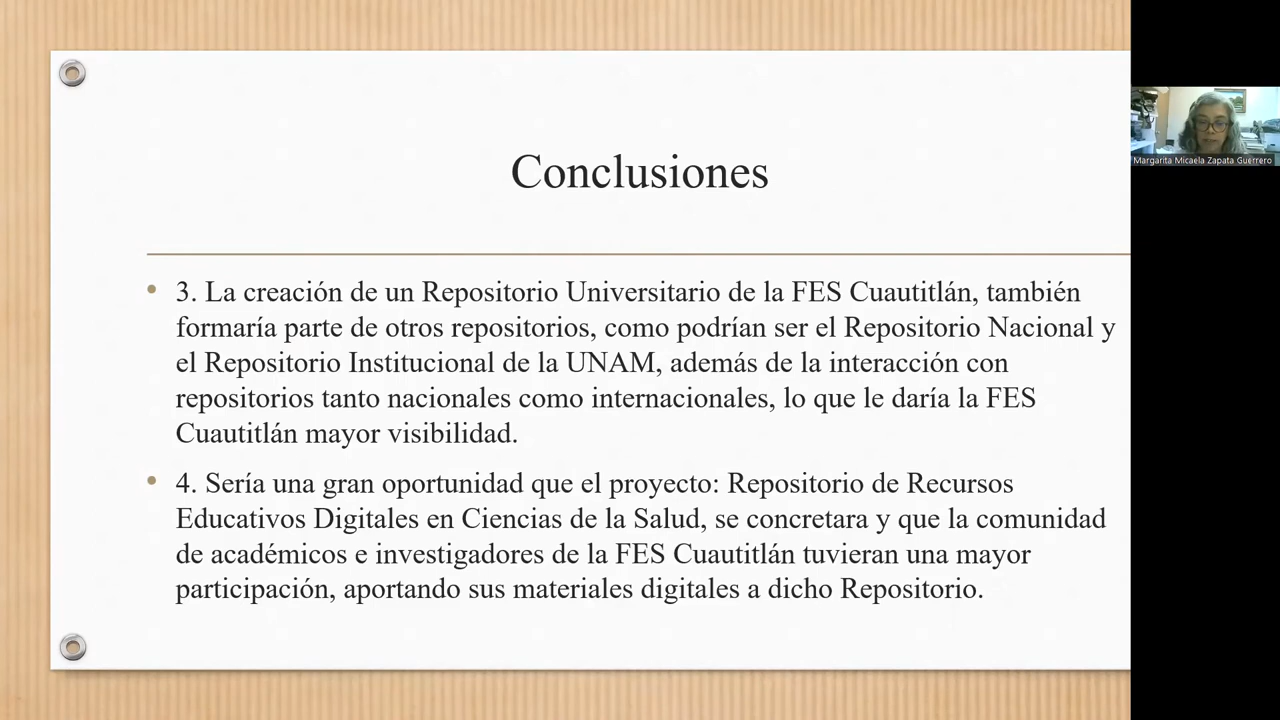 Conclusiones
• 3. La creación de un Repositorio Universitario de la FES Cuautitlán, también
formaría parte de otros repositorios, como podrían ser el Repositorio Nacional y
el Repositorio Institucional de la UNAM, además de la interacción con
repositorios tanto nacionales como internacionales, lo que le daría la FES
Cuautitlán mayor visibilidad.
• 4. Sería una gran oportunidad que el proyecto: Repositorio de Recursos
Educativos Digitales en Ciencias de la Salud, se concretara y que la comunidad
de académicos e investigadores de la FES Cuautitlán tuvieran una mayor
participación, aportando sus materiales digitales a dicho Repositorio.
Margarita Micaela Zapata Guerrero